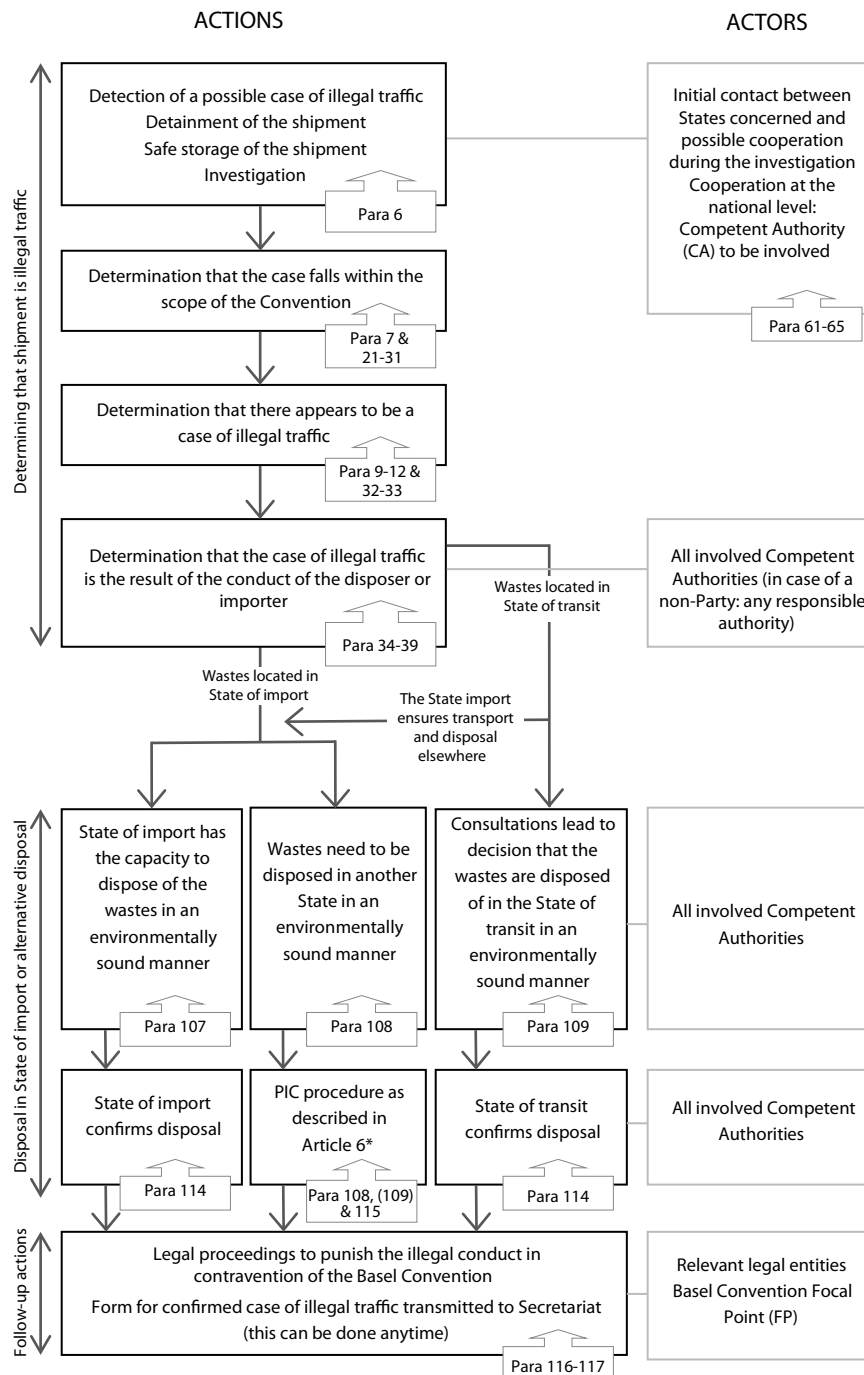 ACTIONS
ACTORS
Determining that shipment is illegal traffic
Detection of a possible case of illegal traffic
Detainment of the shipment
Safe storage of the shipment
Investigation
Para 6
Initial contact between
States concerned and
possible cooperation
during the investigation
Cooperation at the
national level:
Competent Authority
(CA) to be involved
Para 61-65
Determination that the case falls within the
scope of the Convention
Para 7 &
21-31
Determination that there appears to be a
case of illegal traffic
Para 9-12 &
32-33
Determination that the case of illegal traffic
is the result of the conduct of the disposer or
importer
Para 34-39
Wastes located in
State of transit
All involved Competent
Authorities (in case of a
non-Party: any responsible
authority)
Wastes located in
State of import
The State import
ensures transport
and disposal
elsewhere
Disposal in State of import or alternative disposal
State of import has
the capacity to
dispose of the
wastes in an
environmentally
sound manner
Para 107
Wastes need to be
disposed in another
State in an
environmentally
sound manner
Para 108
Consultations lead to
decision that the
wastes are disposed
of in the State of
transit in an
environmentally
sound manner
Para 109
All involved Competent
Authorities
State of import
confirms disposal
Para 114
PIC procedure as
described in
Article 6*
Para 108, (109)
& 115
State of transit
confirms disposal
Para 114
All involved Competent
Authorities
Follow-up actions
Legal proceedings to punish the illegal conduct in
contravention of the Basel Convention
Form for confirmed case of illegal traffic transmitted to Secretariat
(this can be done anytime)
Para 116-117
Relevant legal entities
Basel Convention Focal
Point (FP)